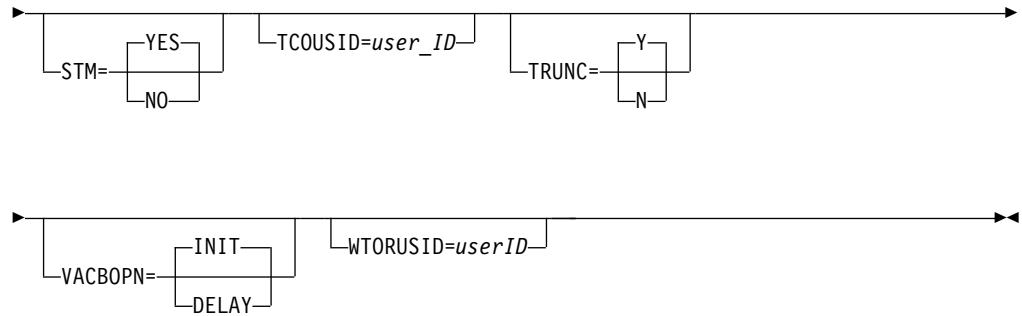 YES Y
STM= TCOUSID=user_ID TRUNC=
NO N
INIT WTORUSID=userID
VACBOPN=
DELAY